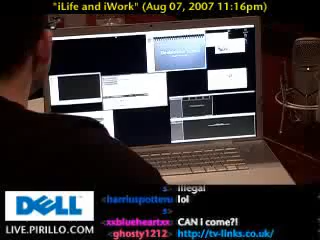 "iLife and iWork" (Aug 07, 2007 11:16pm)
s> illegal
<harriuspotteru lol
s>
<xxblueheartxx> CAN I come?!
<ghosty1212> http://tv-links.co.uk/
DELL
LIVE.PIRILLO.COM